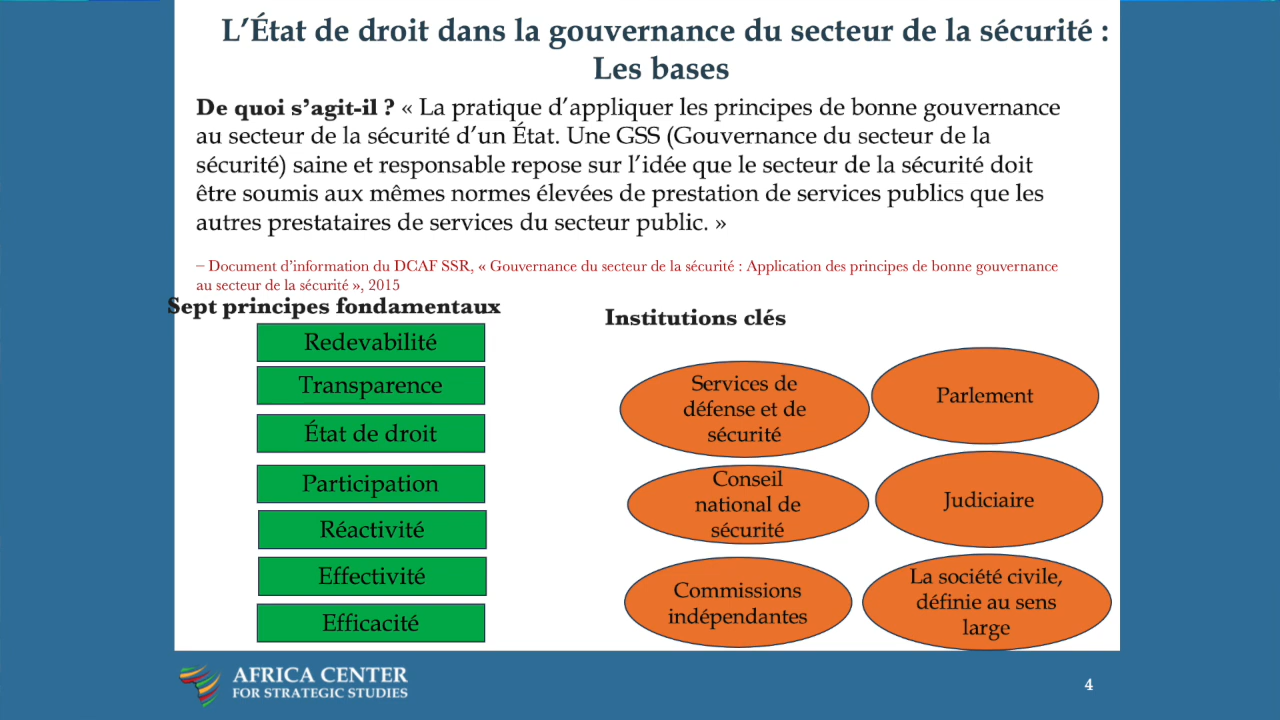 L’État de droit dans la gouvernance du secteur de la sécurité :
Les bases
De quoi s’agit-il ? « La pratique d’appliquer les principes de bonne gouvernance
au secteur de la sécurité d’un État. Une GSS (Gouvernance du secteur de la
sécurité) saine et responsable repose sur l’idée que le secteur de la sécurité doit
être soumis aux mêmes normes élevées de prestation de services publics que les
autres prestataires de services du secteur public. »
– Document d’information du DCAF SSR, « Gouvernance du secteur de la sécurité : Application des principes de bonne gouvernance
au secteur de la sécurité », 2015
Sept principes fondamentaux
Redevabilité
Transparence
État de droit
Participation
Réactivité
Effectivité
Efficacité
Institutions clés
Services de
défense et de
sécurité
Parlement
Conseil
national de
sécurité
Judiciaire
Commissions
indépendantes
La société civile,
définie au sens
large
AFRICA CENTER
FOR STRATEGIC STUDIES
4